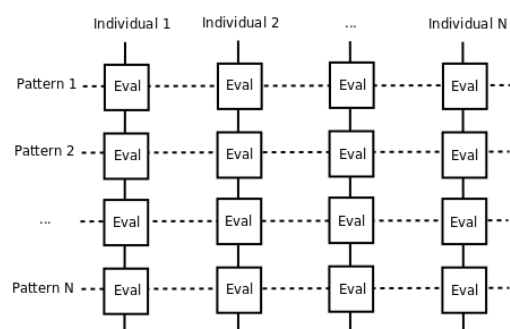 Individual 1 Individual 2 ... Individual N
Pattern 1 Eval Eval Eval Eval
Pattern 2 Eval Eval Eval Eval
... Eval Eval Eval Eval
Pattern N Eval Eval Eval Eval